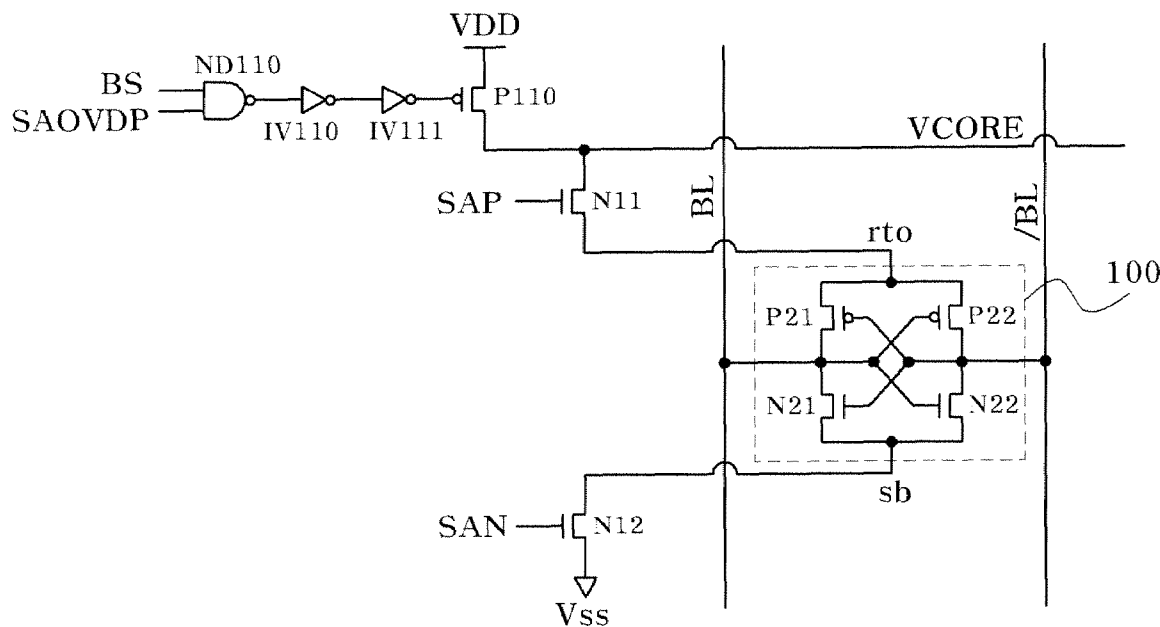 VDD
ND110
BS
SAOVDP
IV110
IV111
P110
VCORE
SAP
N11
BL
/BL
rto
100
P21
P22
N21
N22
sb
SAN
N12
Vss